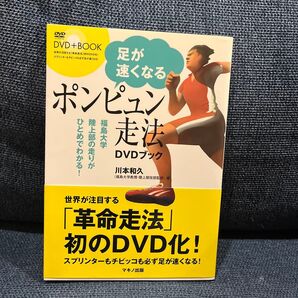 DVD
DVD+BOOK
足が
速くなる
ポンピュン
走法
DVDブック
福島大学
陸上部の走りが
ひとめでわかる！
川本和久
世界が注目する
「革命走法」
初のDVD化！
スプリンターもチビッコも必ず足が速くなる！
マキノ出版